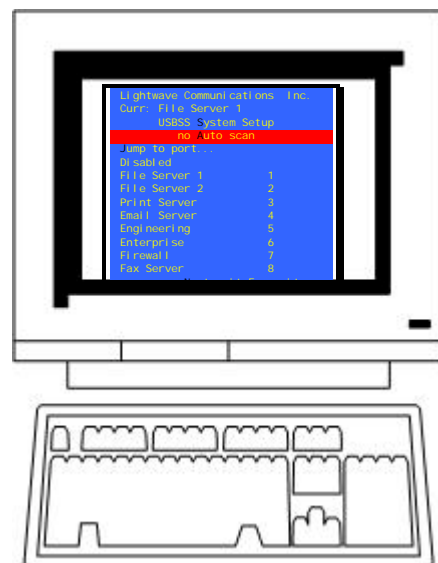 Lightwave Communications Inc.
Curr: File Server 1
USBSS System Setup
no Auto scan
Jump to port...
Disabled
File Server 1 1
File Server 2 2
Print Server 3
Email Server 4
Engineering 5
Enterprise 6
Firewall 7
Fax Server 8